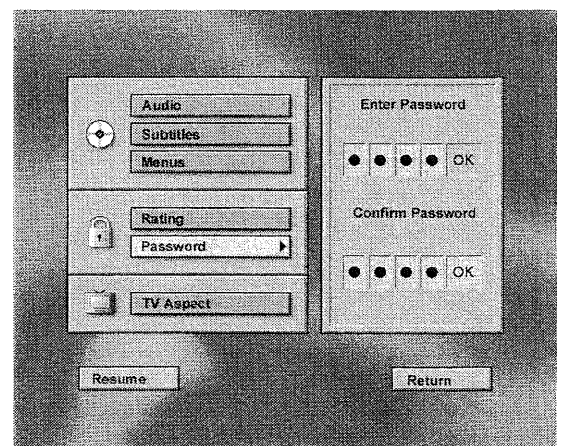 Audio
Subtitles
Menus
Rating
Password
TV Aspect
Enter Password
OK
Confirm Password
OK
Resume
Return